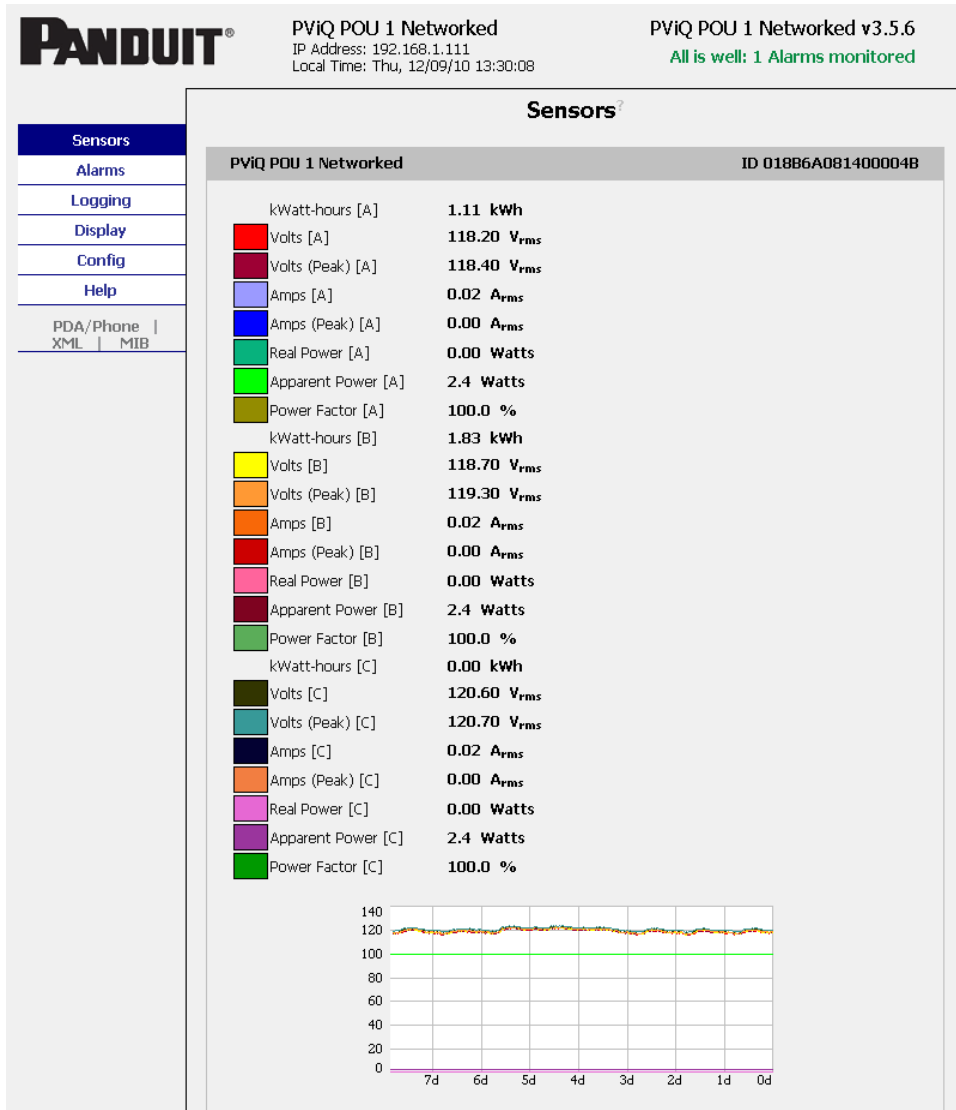 PANDUIT®
PViQ POU 1 Networked
IP Address: 192.168.1.111
Local Time: Thu, 12/09/10 13:30:08
PViQ POU 1 Networked v3.5.6
All is well: 1 Alarms monitored
Sensors
Alarms
Logging
Display
Config
Help
PDA/Phone |
XML | MIB
Sensors?
PViQ POU 1 Networked ID 018B6A081400004B
kWatt-hours [A] 1.11 kWh
Volts [A] 118.20 Vrms
Volts (Peak) [A] 118.40 Vrms
Amps [A] 0.02 Arms
Amps (Peak) [A] 0.00 Arms
Real Power [A] 0.00 Watts
Apparent Power [A] 2.4 Watts
Power Factor [A] 100.0 %
kWatt-hours [B] 1.83 kWh
Volts [B] 118.70 Vrms
Volts (Peak) [B] 119.30 Vrms
Amps [B] 0.02 Arms
Amps (Peak) [B] 0.00 Arms
Real Power [B] 0.00 Watts
Apparent Power [B] 2.4 Watts
Power Factor [B] 100.0 %
kWatt-hours [C] 0.00 kWh
Volts [C] 120.60 Vrms
Volts (Peak) [C] 120.70 Vrms
Amps [C] 0.02 Arms
Amps (Peak) [C] 0.00 Arms
Real Power [C] 0.00 Watts
Apparent Power [C] 2.4 Watts
Power Factor [C] 100.0 %
140
120
100
80
60
40
20
0
7d 6d 5d 4d 3d 2d 1d 0d